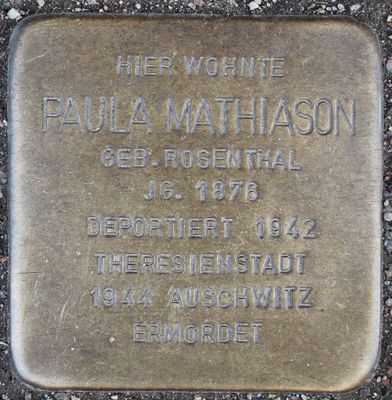 HIER WOHNTE
PAULA MATHIASON
GEB. ROSENTHAL
JG. 1876
DEPORTIERT 1942
THERESIENSTADT
1944 AUSCHWITZ
ERMORDET